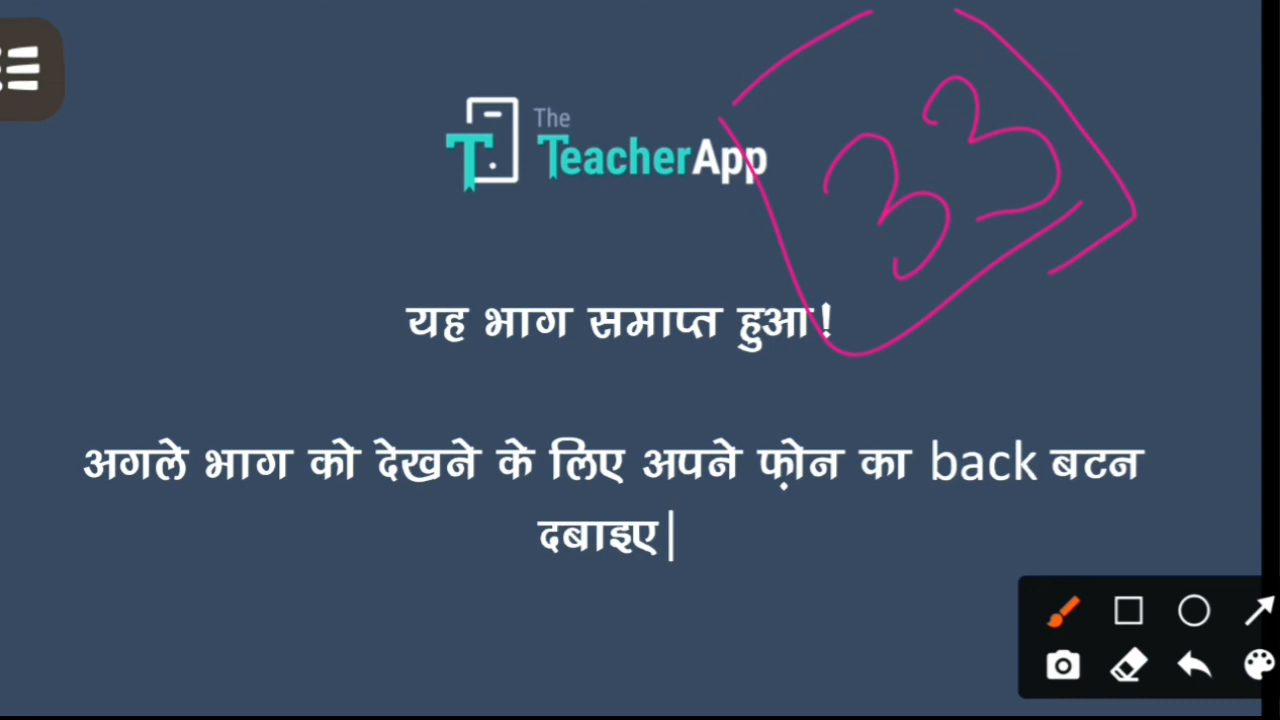 The
TeacherApp
33
यह भाग समाप्त हुआ!
अगले भाग को देखने के लिए अपने फ़ोन का back बटन
दबाइए|